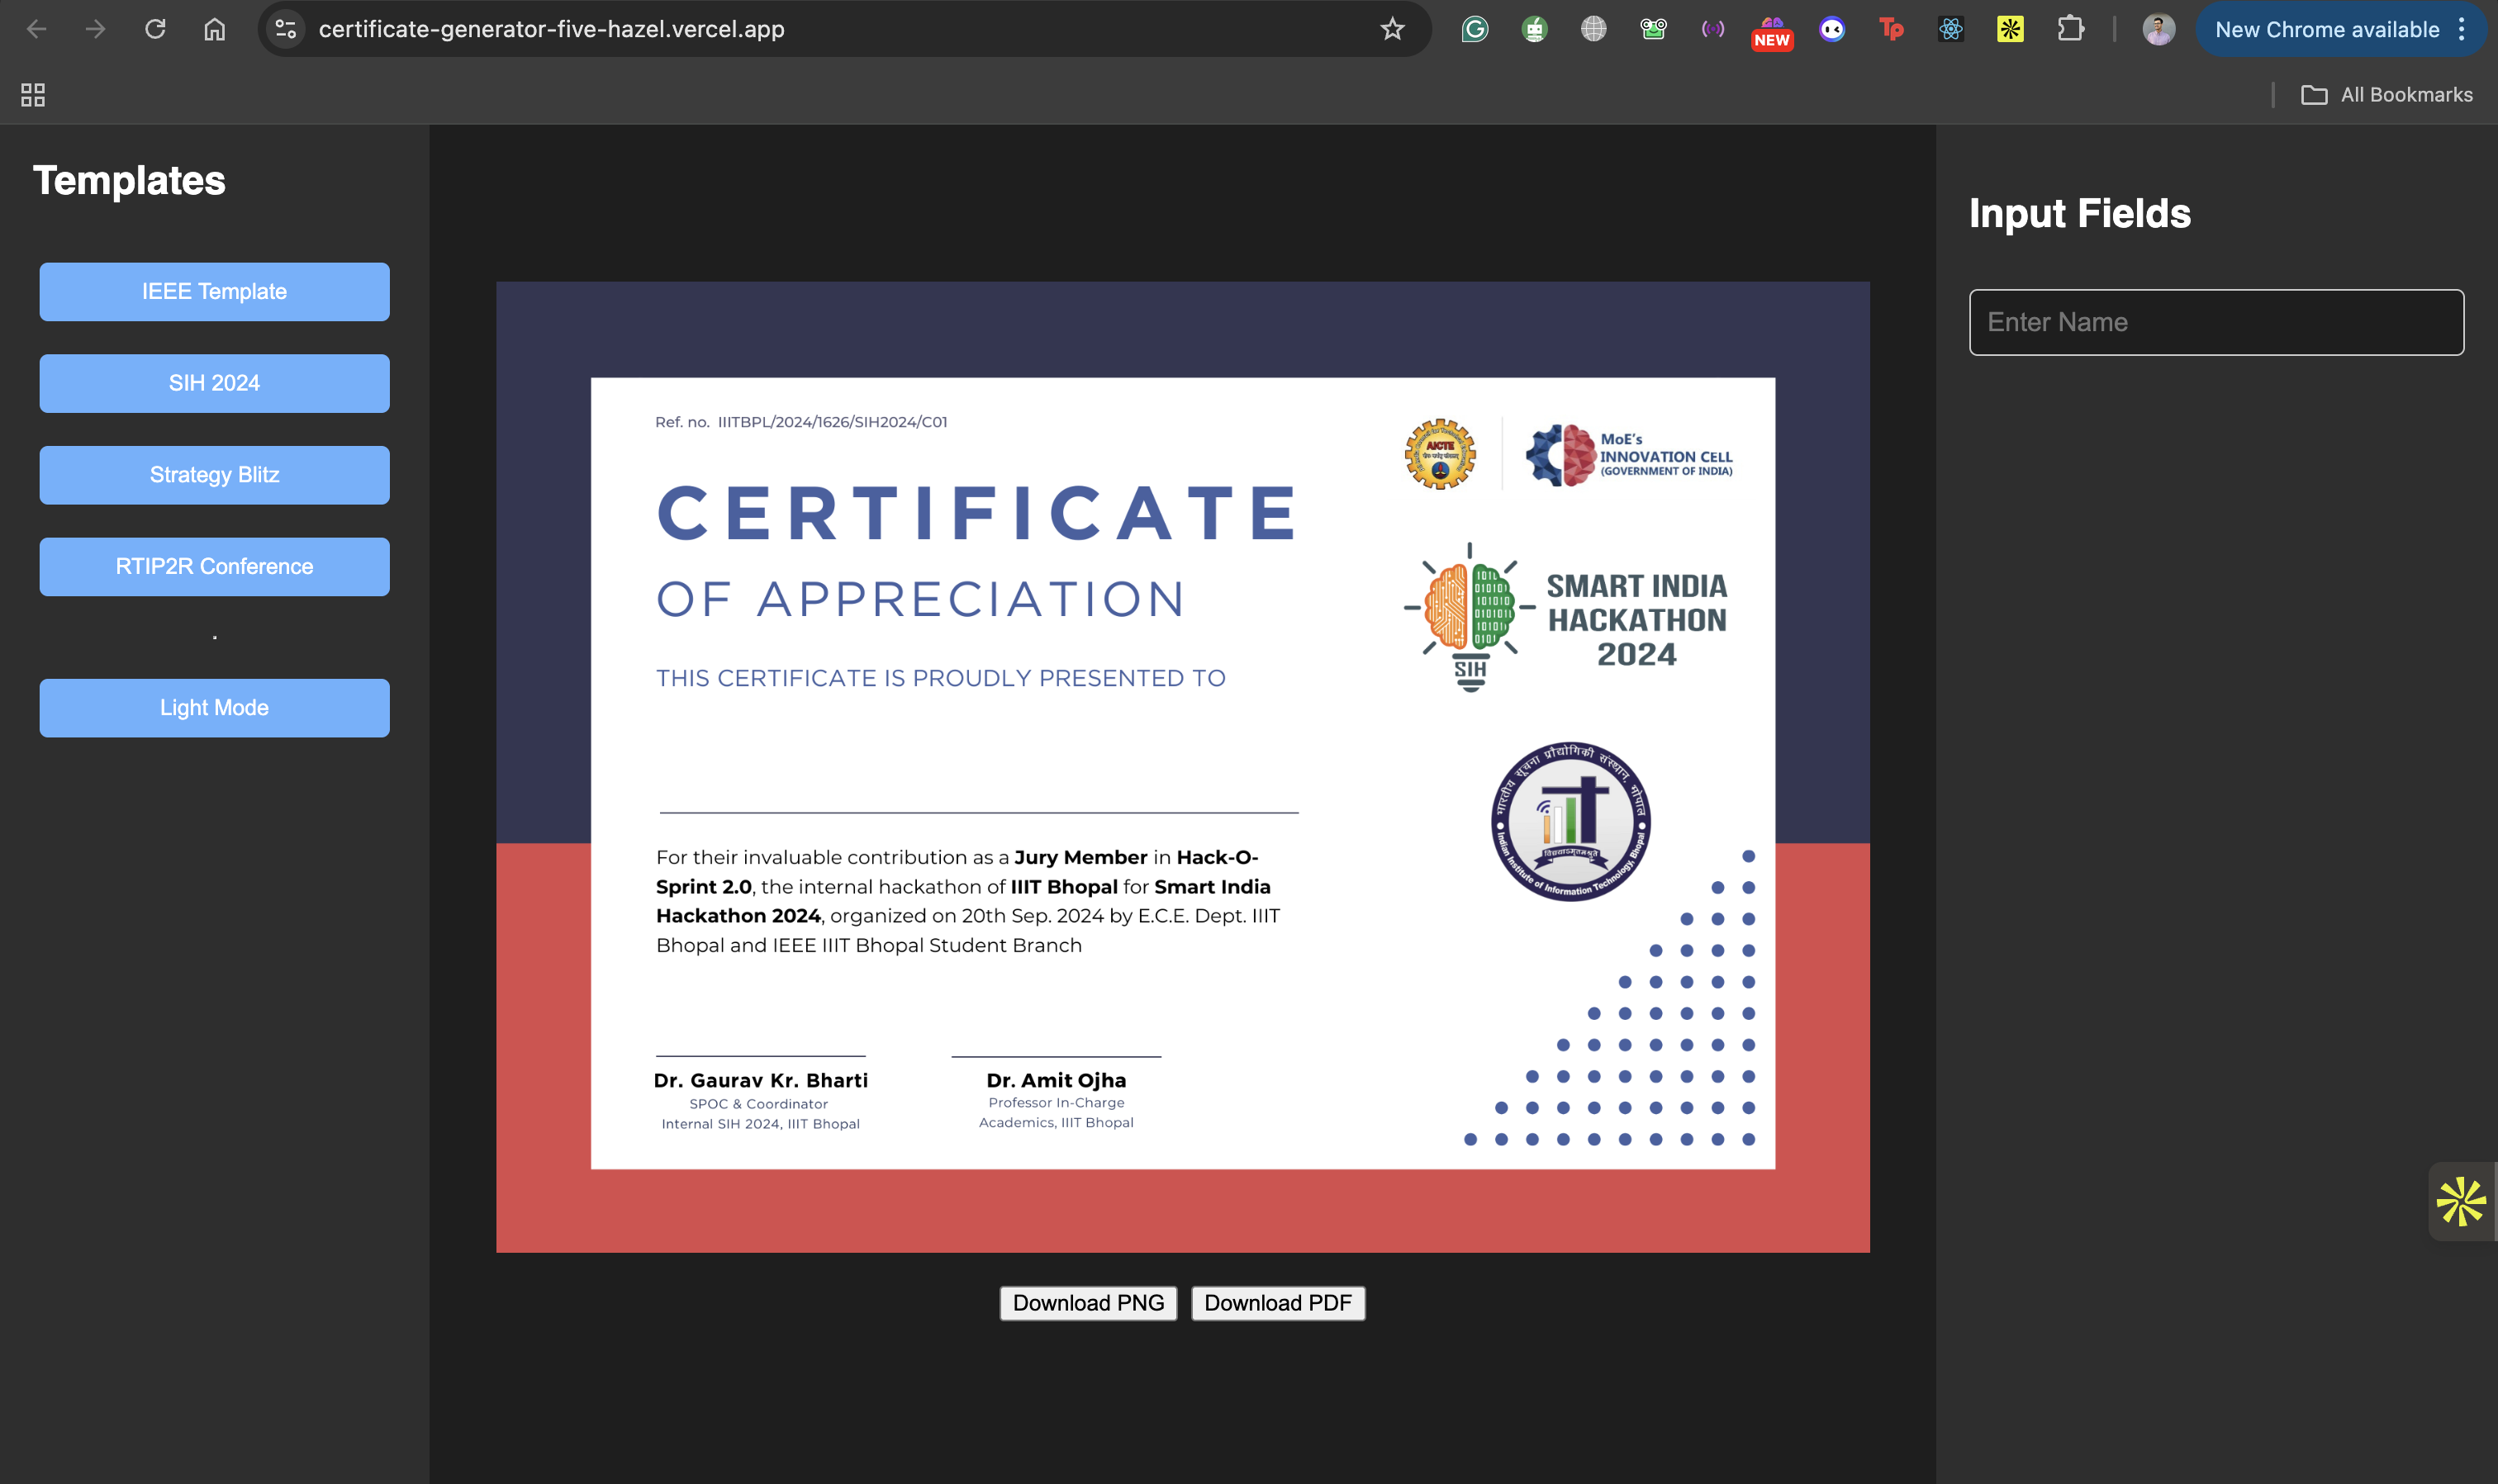 certificate-generator-five-hazel.vercel.app
NEW
Tp
New Chrome available
All Bookmarks
Templates
IEEE Template
SIH 2024
Strategy Blitz
RTIP2R Conference
.
Light Mode
Ref. no. IIITBPL/2024/1626/SIH2024/C01
CERTIFICATE
OF APPRECIATION
THIS CERTIFICATE IS PROUDLY PRESENTED TO
For their invaluable contribution as a Jury Member in Hack-O-
Sprint 2.0, the internal hackathon of IIIT Bhopal for Smart India
Hackathon 2024, organized on 20th Sep. 2024 by E.C.E. Dept. IIIT
Bhopal and IEEE IIIT Bhopal Student Branch
Dr. Gaurav Kr. Bharti
SPOC & Coordinator
Internal SIH 2024, IIIT Bhopal
Dr. Amit Ojha
Professor In-Charge
Academics, IIIT Bhopal
AICTE
MoE's
INNOVATION CELL
(GOVERNMENT OF INDIA)
SMART INDIA
HACKATHON
2024
SIH
भारतीय सूचना प्रौद्योगिकी संस्थान, भोपाल
Indian Institute of Information Technology, Bhopal
Download PNG
Download PDF
Input Fields
Enter Name